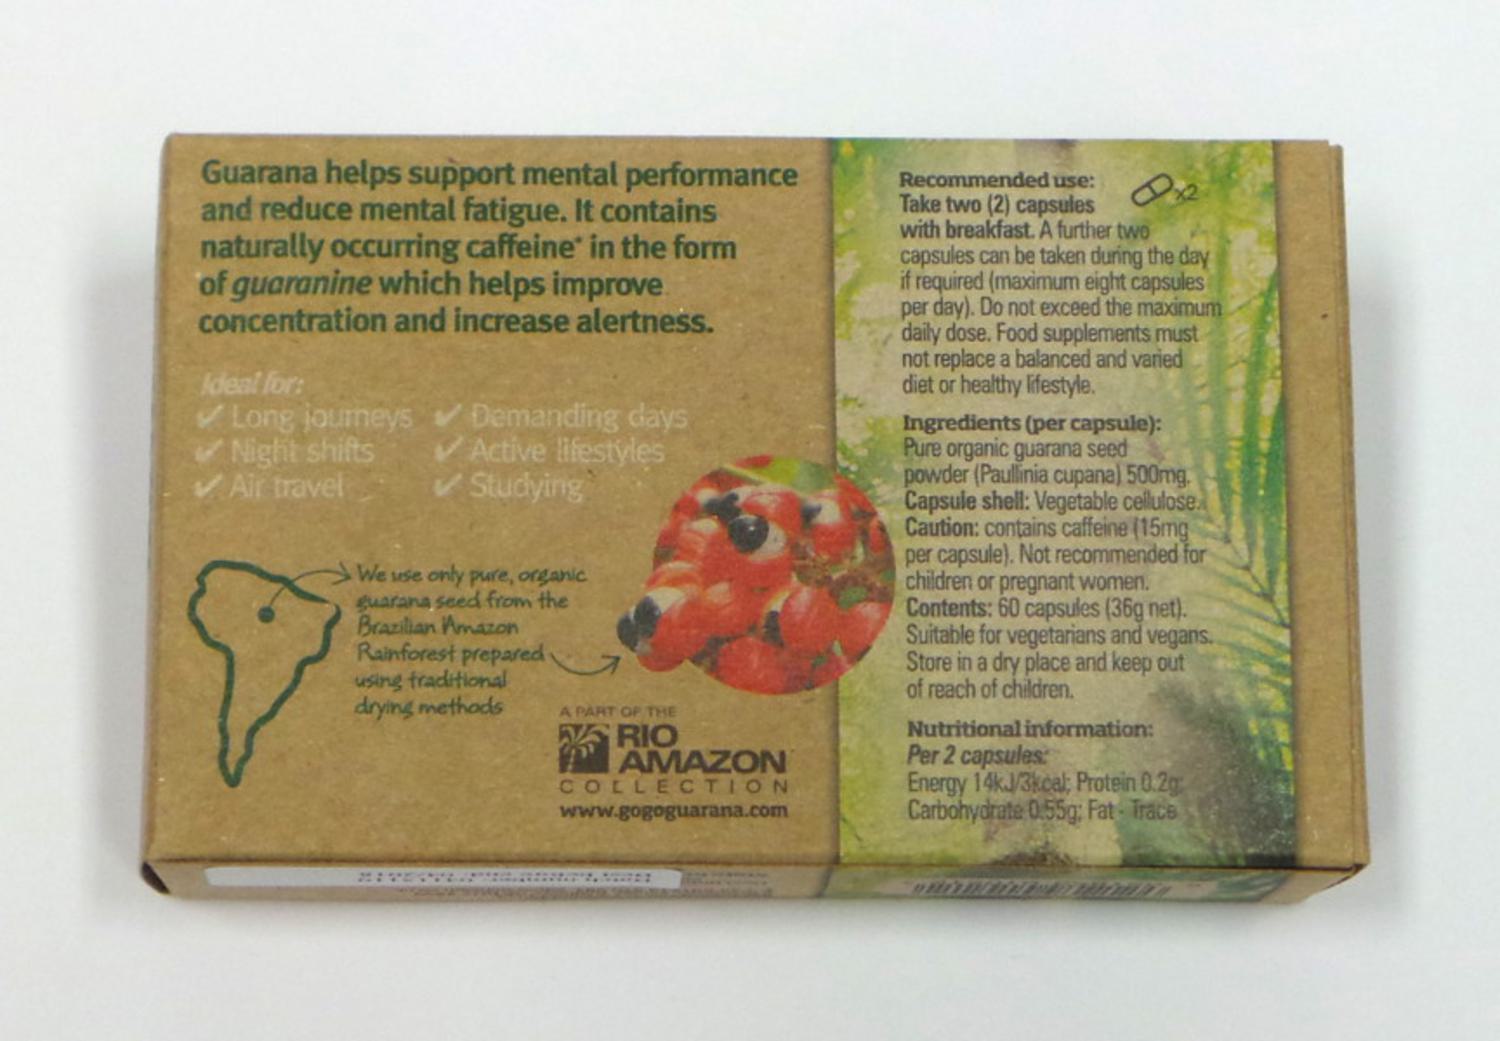 Guarana helps support mental performance
and reduce mental fatigue. It contains
naturally occurring caffeine* in the form
of guaranine which helps improve
concentration and increase alertness.
Ideal for:
✓ Long journeys ✓ Demanding days
✓ Night shifts ✓ Active lifestyles
✓ Air travel ✓ Studying
We use only pure, organic
guarana seed from the
Brazilian Amazon
Rainforest prepared
using traditional
drying methods
A PART OF THE
RIO
AMAZON
COLLECTION
www.gogoguarana.com
Recommended use:
x2
Take two (2) capsules
with breakfast. A further two
capsules can be taken during the day
if required (maximum eight capsules
per day). Do not exceed the maximum
daily dose. Food supplements must
not replace a balanced and varied
diet or healthy lifestyle.
Ingredients (per capsule):
Pure organic guarana seed
powder (Paullinia cupana) 500mg.
Capsule shell: Vegetable cellulose.
Caution: contains caffeine (15mg
per capsule). Not recommended for
children or pregnant women.
Contents: 60 capsules (36g net).
Suitable for vegetarians and vegans.
Store in a dry place and keep out
of reach of children.
Nutritional information:
Per 2 capsules:
Energy 14kJ/3kcal; Protein 0.2g;
Carbohydrate 0.55g; Fat - Trace